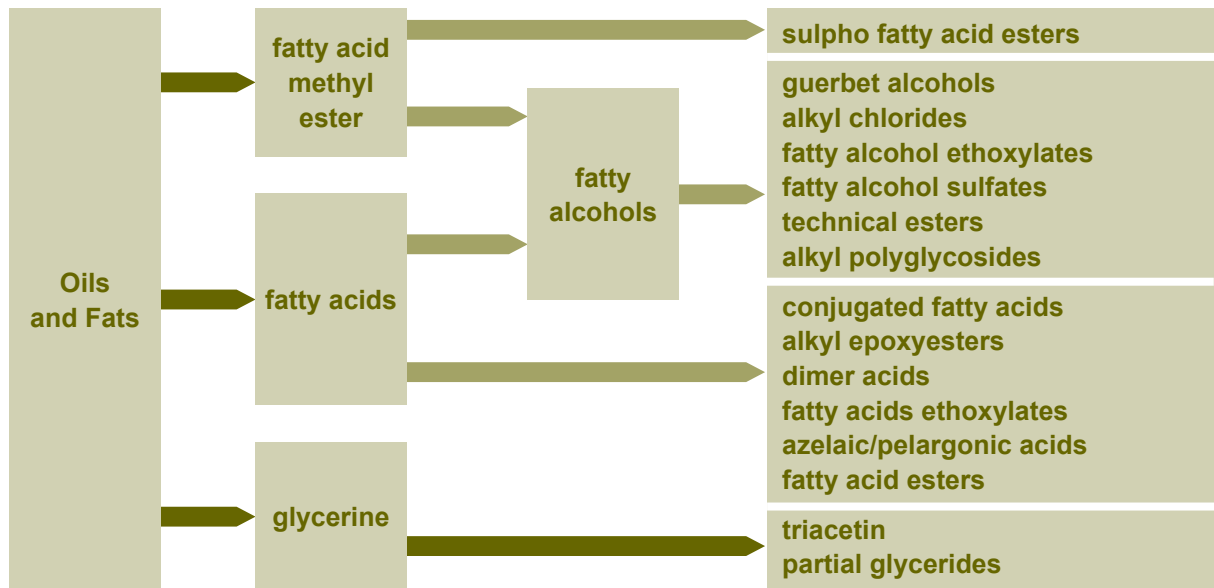 Oils
and Fats
fatty acid
methyl
ester
fatty acids
glycerine
fatty
alcohols
sulpho fatty acid esters
guerbet alcohols
alkyl chlorides
fatty alcohol ethoxylates
fatty alcohol sulfates
technical esters
alkyl polyglycosides
conjugated fatty acids
alkyl epoxyesters
dimer acids
fatty acids ethoxylates
azelaic/pelargonic acids
fatty acid esters
triacetin
partial glycerides